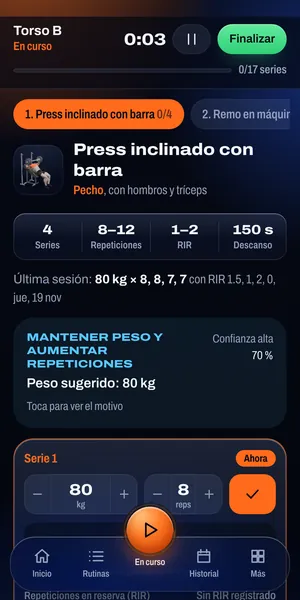 Torso B
En curso
0:03
Finalizar
0/17 series
1. Press inclinado con barra 0/4
2. Remo en máquin
Press inclinado con
barra
Pecho, con hombros y tríceps
4
Series
8–12
Repeticiones
1–2
RIR
150 s
Descanso
Última sesión: 80 kg × 8, 8, 7, 7 con RIR 1.5, 1, 2, 0,
jue, 19 nov
MANTENER PESO Y
AUMENTAR
REPETICIONES
Confianza alta
70 %
Peso sugerido: 80 kg
Toca para ver el motivo
Serie 1
Ahora
− 80 +
kg
− 8 +
reps
Inicio
Rutinas
En curso
Historial
Más
Repeticiones en reserva (RIR)
Sin RIR registrado